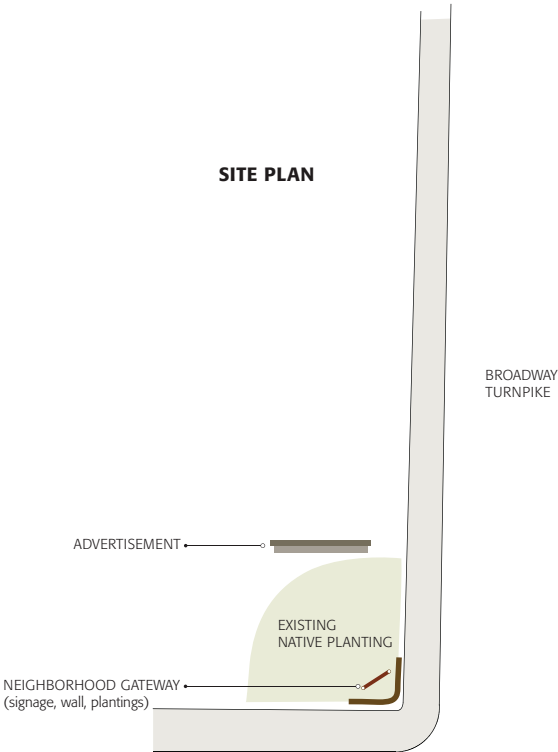 SITE PLAN
BROADWAY
TURNPIKE
ADVERTISEMENT
EXISTING
NATIVE PLANTING
NEIGHBORHOOD GATEWAY
(signage, wall, plantings)